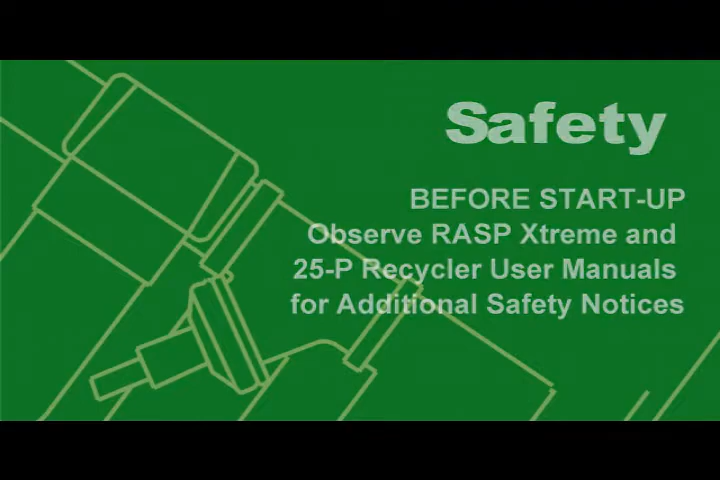 Safety
BEFORE START-UP
Observe RASP Xtreme and
25-P Recycler User Manuals
for Additional Safety Notices